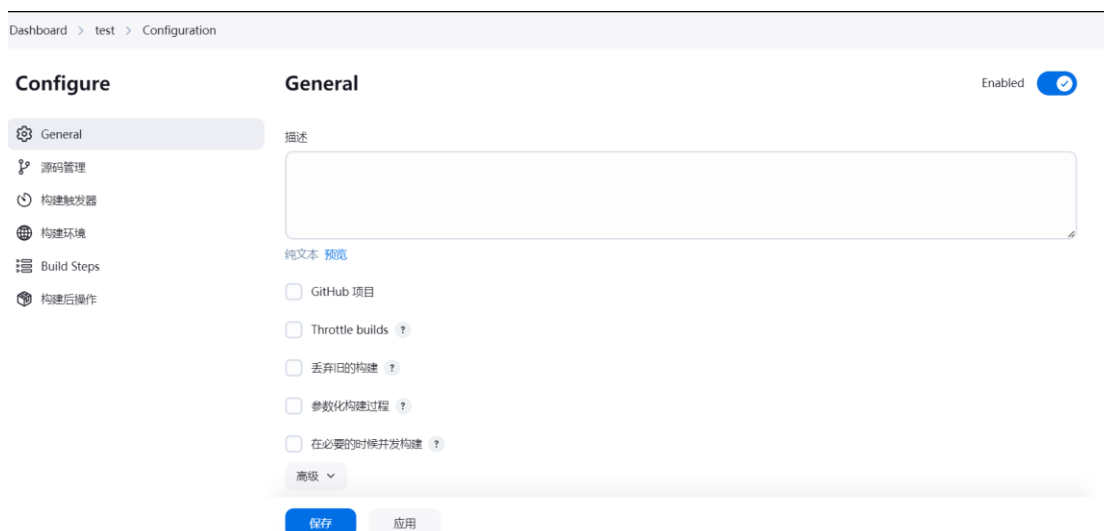 Dashboard > test > Configuration
Configure
General
源码管理
构建触发器
构建环境
Build Steps
构建后操作
General
Enabled
描述
纯文本 预览
GitHub 项目
Throttle builds ?
丢弃旧的构建 ?
参数化构建过程 ?
在必要的时候并发构建 ?
高级
保存 应用